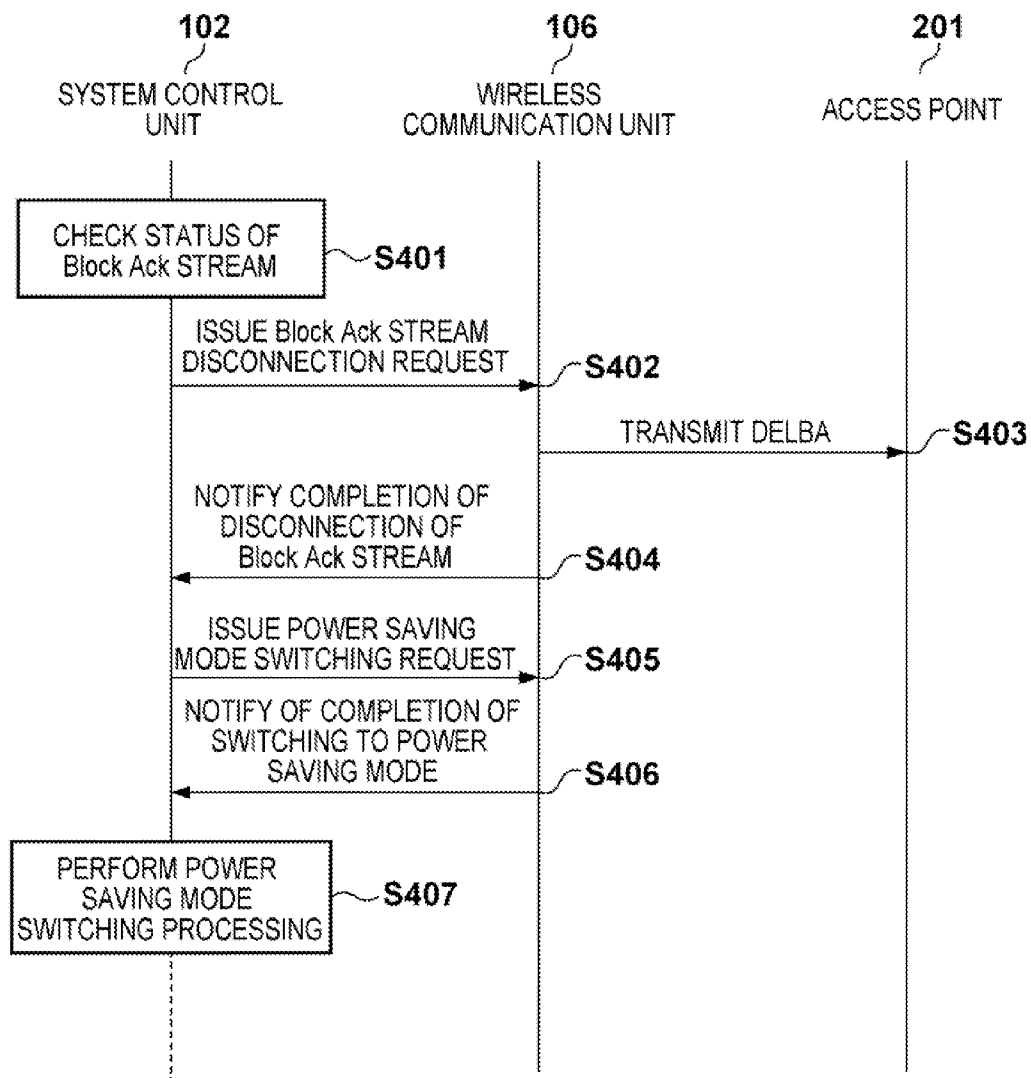 102
106
201
SYSTEM CONTROL
UNIT
WIRELESS
COMMUNICATION UNIT
ACCESS POINT
CHECK STATUS OF
Block Ack STREAM
S401
ISSUE Block Ack STREAM
DISCONNECTION REQUEST
S402
TRANSMIT DELBA
S403
NOTIFY COMPLETION OF
DISCONNECTION OF
Block Ack STREAM
S404
ISSUE POWER SAVING
MODE SWITCHING REQUEST
S405
NOTIFY OF COMPLETION OF
SWITCHING TO POWER
SAVING MODE
S406
PERFORM POWER
SAVING MODE
SWITCHING PROCESSING
S407